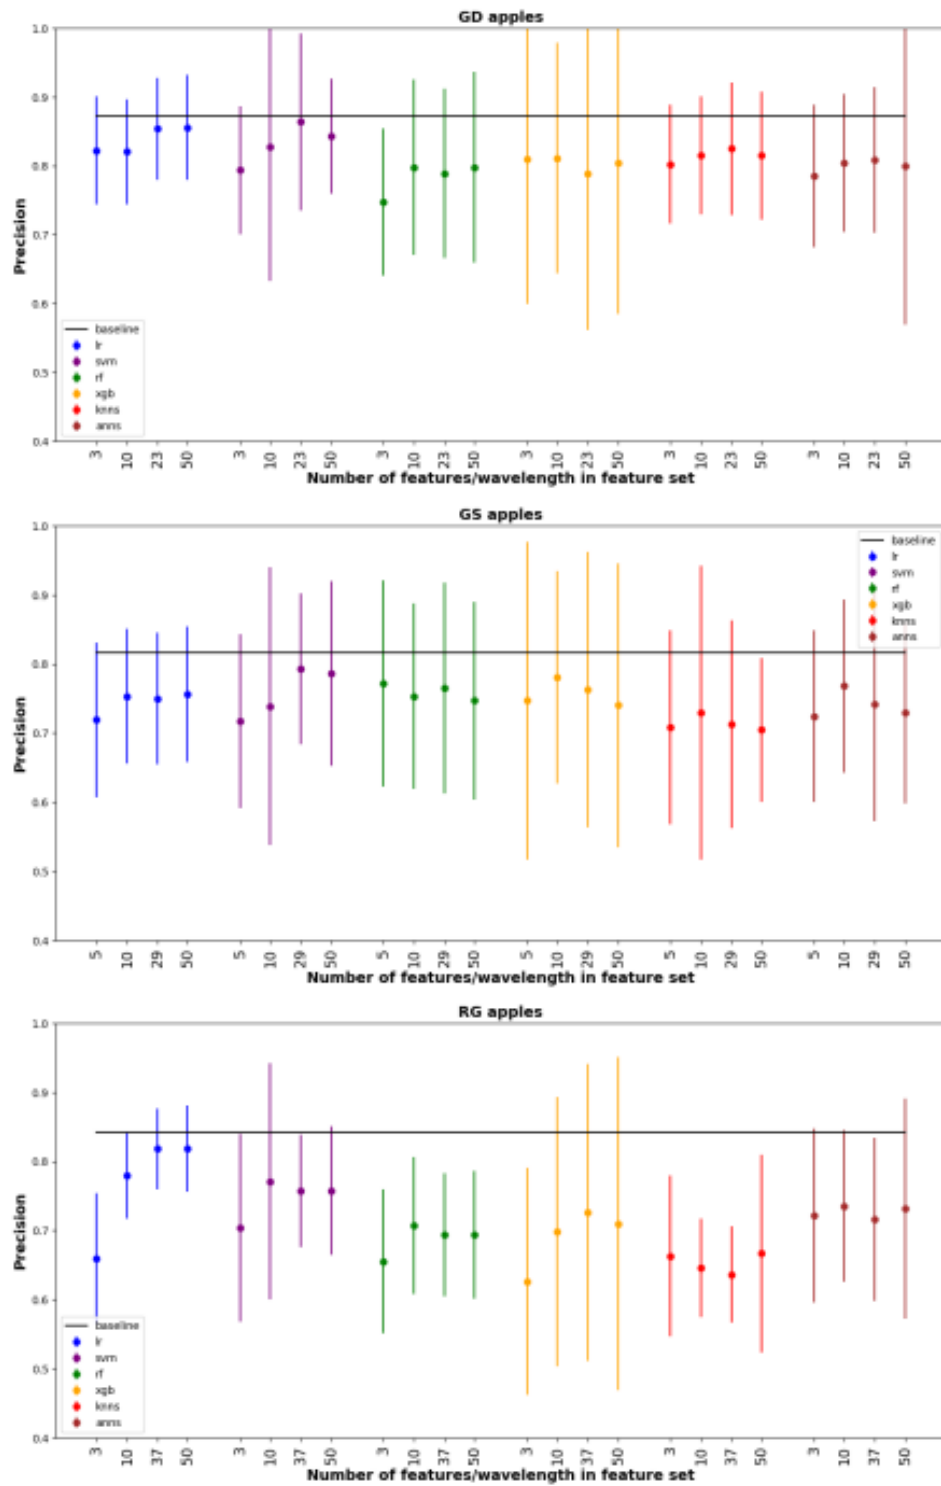 GD apples
1.0
0.9
0.8
0.7
0.6
0.5
0.4
Precision
baseline
lr
svm
rf
xgb
knns
anns
3 10 23 50 3 10 23 50 3 10 23 50 3 10 23 50 3 10 23 50 3 10 23 50
Number of features/wavelength in feature set
GS apples
1.0
0.9
0.8
0.7
0.6
0.5
0.4
Precision
baseline
lr
svm
rf
xgb
knns
anns
5 10 29 50 5 10 29 50 5 10 29 50 5 10 29 50 5 10 29 50 5 10 29 50
Number of features/wavelength in feature set
RG apples
1.0
0.9
0.8
0.7
0.6
0.5
0.4
Precision
baseline
lr
svm
rf
xgb
knns
anns
3 10 37 50 3 10 37 50 3 10 37 50 3 10 37 50 3 10 37 50 3 10 37 50
Number of features/wavelength in feature set